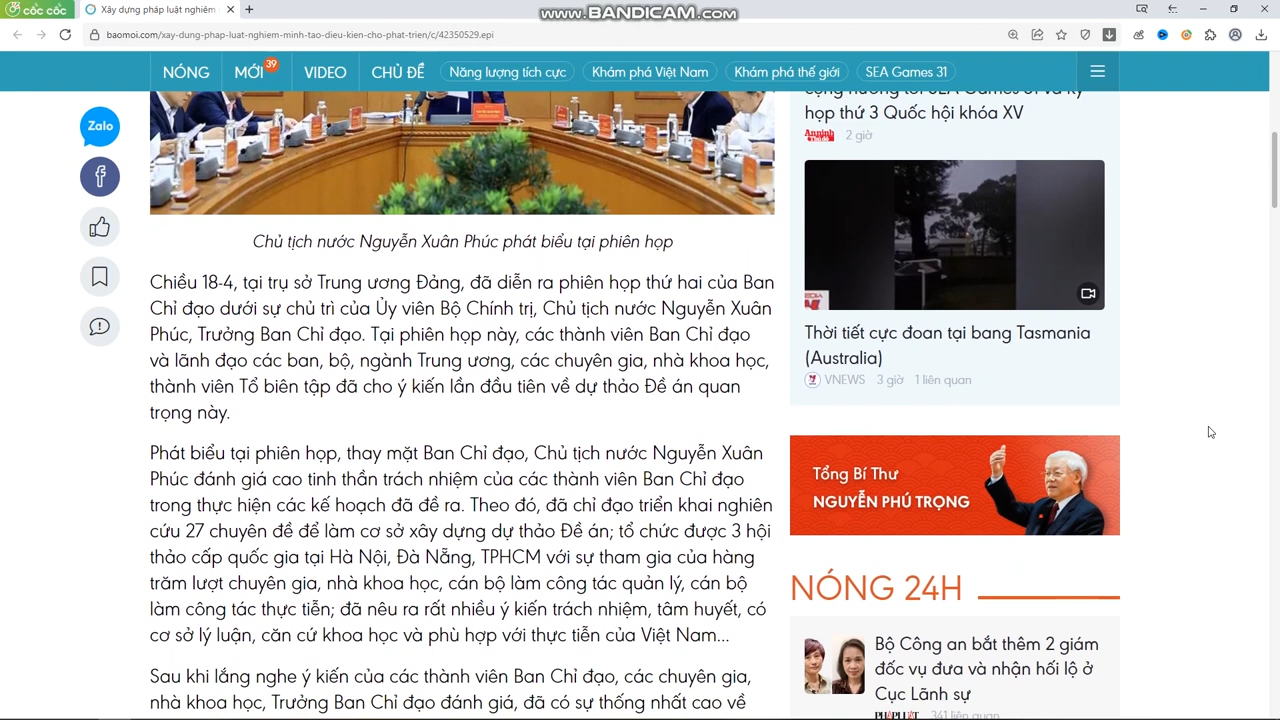 cốc cốc
Xây dựng pháp luật nghiêm
www.BANDICAM.com
baomoi.com/xay-dung-phap-luat-nghiem-minh-tao-dieu-kien-cho-phat-trien/c/42350529.epi
NÓNG
MỚI
39
VIDEO
CHỦ ĐỀ
Năng lượng tích cực
Khám phá Việt Nam
Khám phá thế giới
SEA Games 31
Zalo
Chủ tịch nước Nguyễn Xuân Phúc phát biểu tại phiên họp
Chiều 18-4, tại trụ sở Trung ương Đảng, đã diễn ra phiên họp thứ hai của Ban
Chỉ đạo dưới sự chủ trì của Ủy viên Bộ Chính trị, Chủ tịch nước Nguyễn Xuân
Phúc, Trưởng Ban Chỉ đạo. Tại phiên họp này, các thành viên Ban Chỉ đạo
và lãnh đạo các ban, bộ, ngành Trung ương, các chuyên gia, nhà khoa học,
thành viên Tổ biên tập đã cho ý kiến lần đầu tiên về dự thảo Đề án quan
trọng này.
Phát biểu tại phiên họp, thay mặt Ban Chỉ đạo, Chủ tịch nước Nguyễn Xuân
Phúc đánh giá cao tinh thần trách nhiệm của các thành viên Ban Chỉ đạo
trong thực hiện các kế hoạch đã đề ra. Theo đó, đã chỉ đạo triển khai nghiên
cứu 27 chuyên đề để làm cơ sở xây dựng dự thảo Đề án; tổ chức được 3 hội
thảo cấp quốc gia tại Hà Nội, Đà Nẵng, TPHCM với sự tham gia của hàng
trăm lượt chuyên gia, nhà khoa học, cán bộ làm công tác quản lý, cán bộ
làm công tác thực tiễn; đã nêu ra rất nhiều ý kiến trách nhiệm, tâm huyết, có
cơ sở lý luận, căn cứ khoa học và phù hợp với thực tiễn của Việt Nam...
Sau khi lắng nghe ý kiến của các thành viên Ban Chỉ đạo, các chuyên gia,
nhà khoa học, Trưởng Ban Chỉ đạo đánh giá, đã có sự thống nhất cao về
cộng hưởng tới SEA Games 31 và kỳ
họp thứ 3 Quốc hội khóa XV
Anninh
2 giờ
Thời tiết cực đoan tại bang Tasmania
(Australia)
VNEWS 3 giờ 1 liên quan
Tổng Bí Thư
NGUYỄN PHÚ TRỌNG
NÓNG 24H
Bộ Công an bắt thêm 2 giám
đốc vụ đưa và nhận hối lộ ở
Cục Lãnh sự
PHÁP LUẬT 341 liên quan